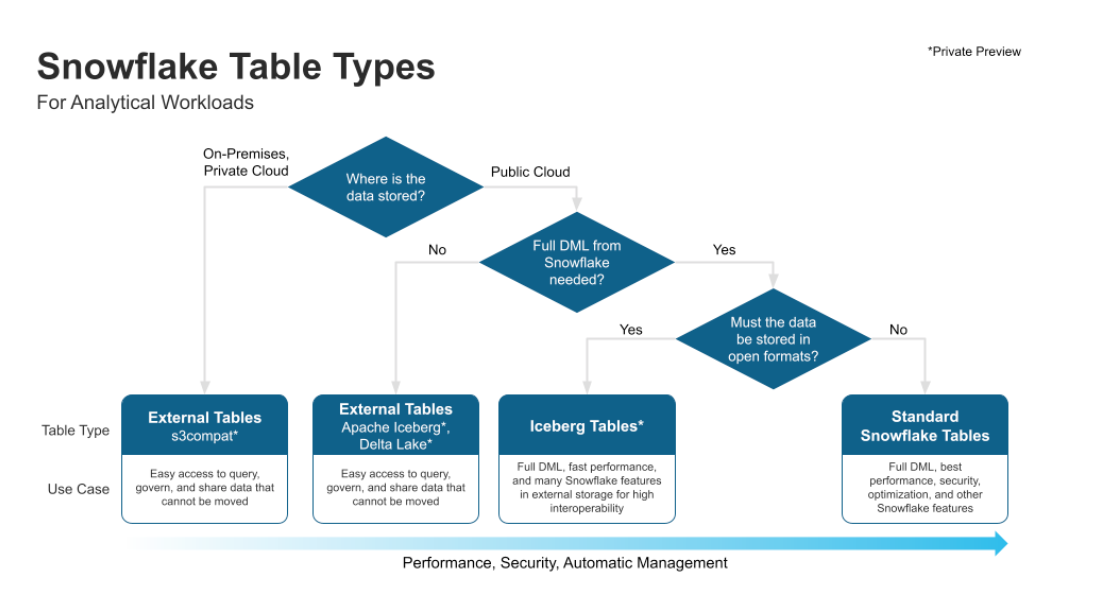 Snowflake Table Types
For Analytical Workloads
*Private Preview
On-Premises,
Private Cloud
Where is the
data stored?
Public Cloud
No
Full DML from
Snowflake
needed?
Yes
Yes
Must the data
be stored in
open formats?
No
Table Type
External Tables
s3compat*
External Tables
Apache Iceberg*,
Delta Lake*
Iceberg Tables*
Standard
Snowflake Tables
Use Case
Easy access to query,
govern, and share data that
cannot be moved
Easy access to query,
govern, and share data that
cannot be moved
Full DML, fast performance,
and many Snowflake features
in external storage for high
interoperability
Full DML, best
performance, security,
optimization, and other
Snowflake features
Performance, Security, Automatic Management